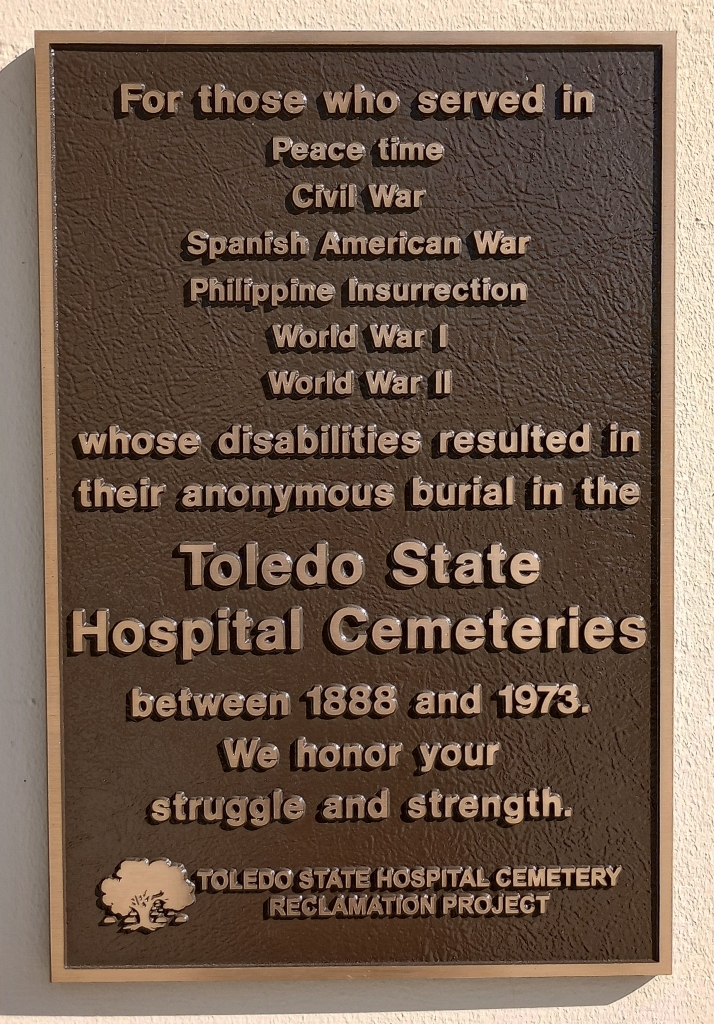 For those who served in
Peace time
Civil War
Spanish American War
Philippine Insurrection
World War I
World War II
whose disabilities resulted in
their anonymous burial in the
Toledo State
Hospital Cemeteries
between 1888 and 1973.
We honor your
struggle and strength.
TOLEDO STATE HOSPITAL CEMETERY
RECLAMATION PROJECT